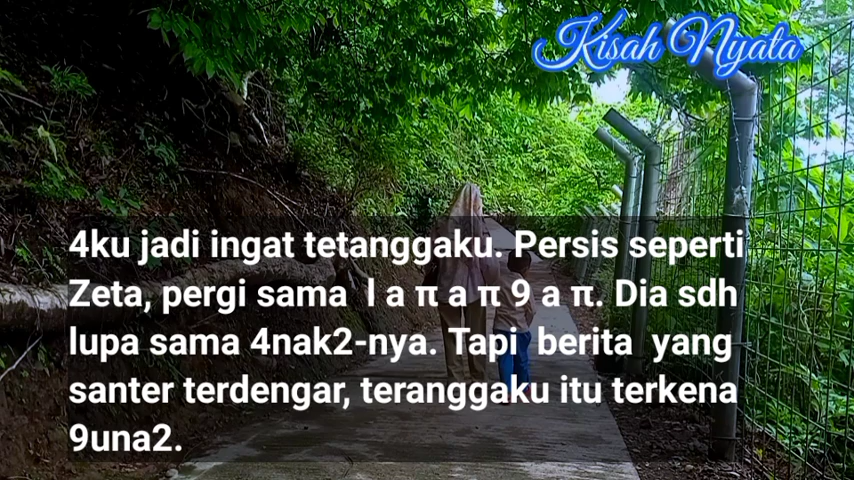 Kisah Nyata
4ku jadi ingat tetanggaku. Persis seperti
Zeta, pergi sama l a π a π 9 a π. Dia sdh
lupa sama 4nak2-nya. Tapi berita yang
santer terdengar, teranggaku itu terkena
9una2.